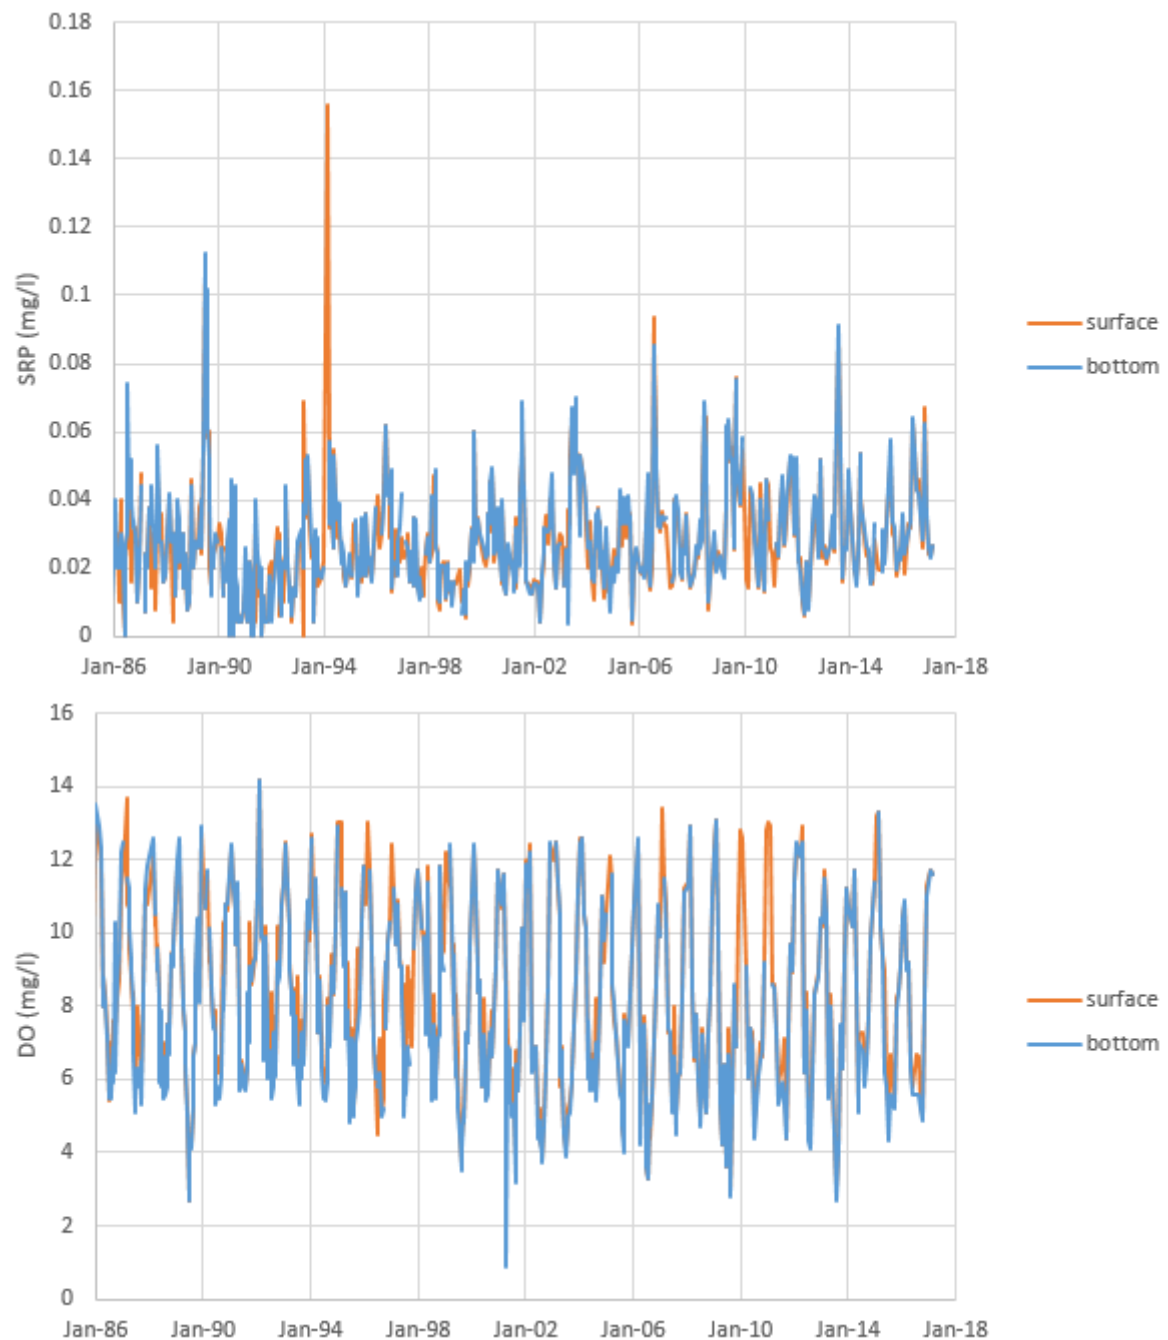 0.18
0.16
0.14
0.12
0.1
0.08
0.06
0.04
0.02
0
SRP (mg/l)
Jan-86 Jan-90 Jan-94 Jan-98 Jan-02 Jan-06 Jan-10 Jan-14 Jan-18
surface
bottom
16
14
12
10
8
6
4
2
0
DO (mg/l)
Jan-86 Jan-90 Jan-94 Jan-98 Jan-02 Jan-06 Jan-10 Jan-14 Jan-18
surface
bottom